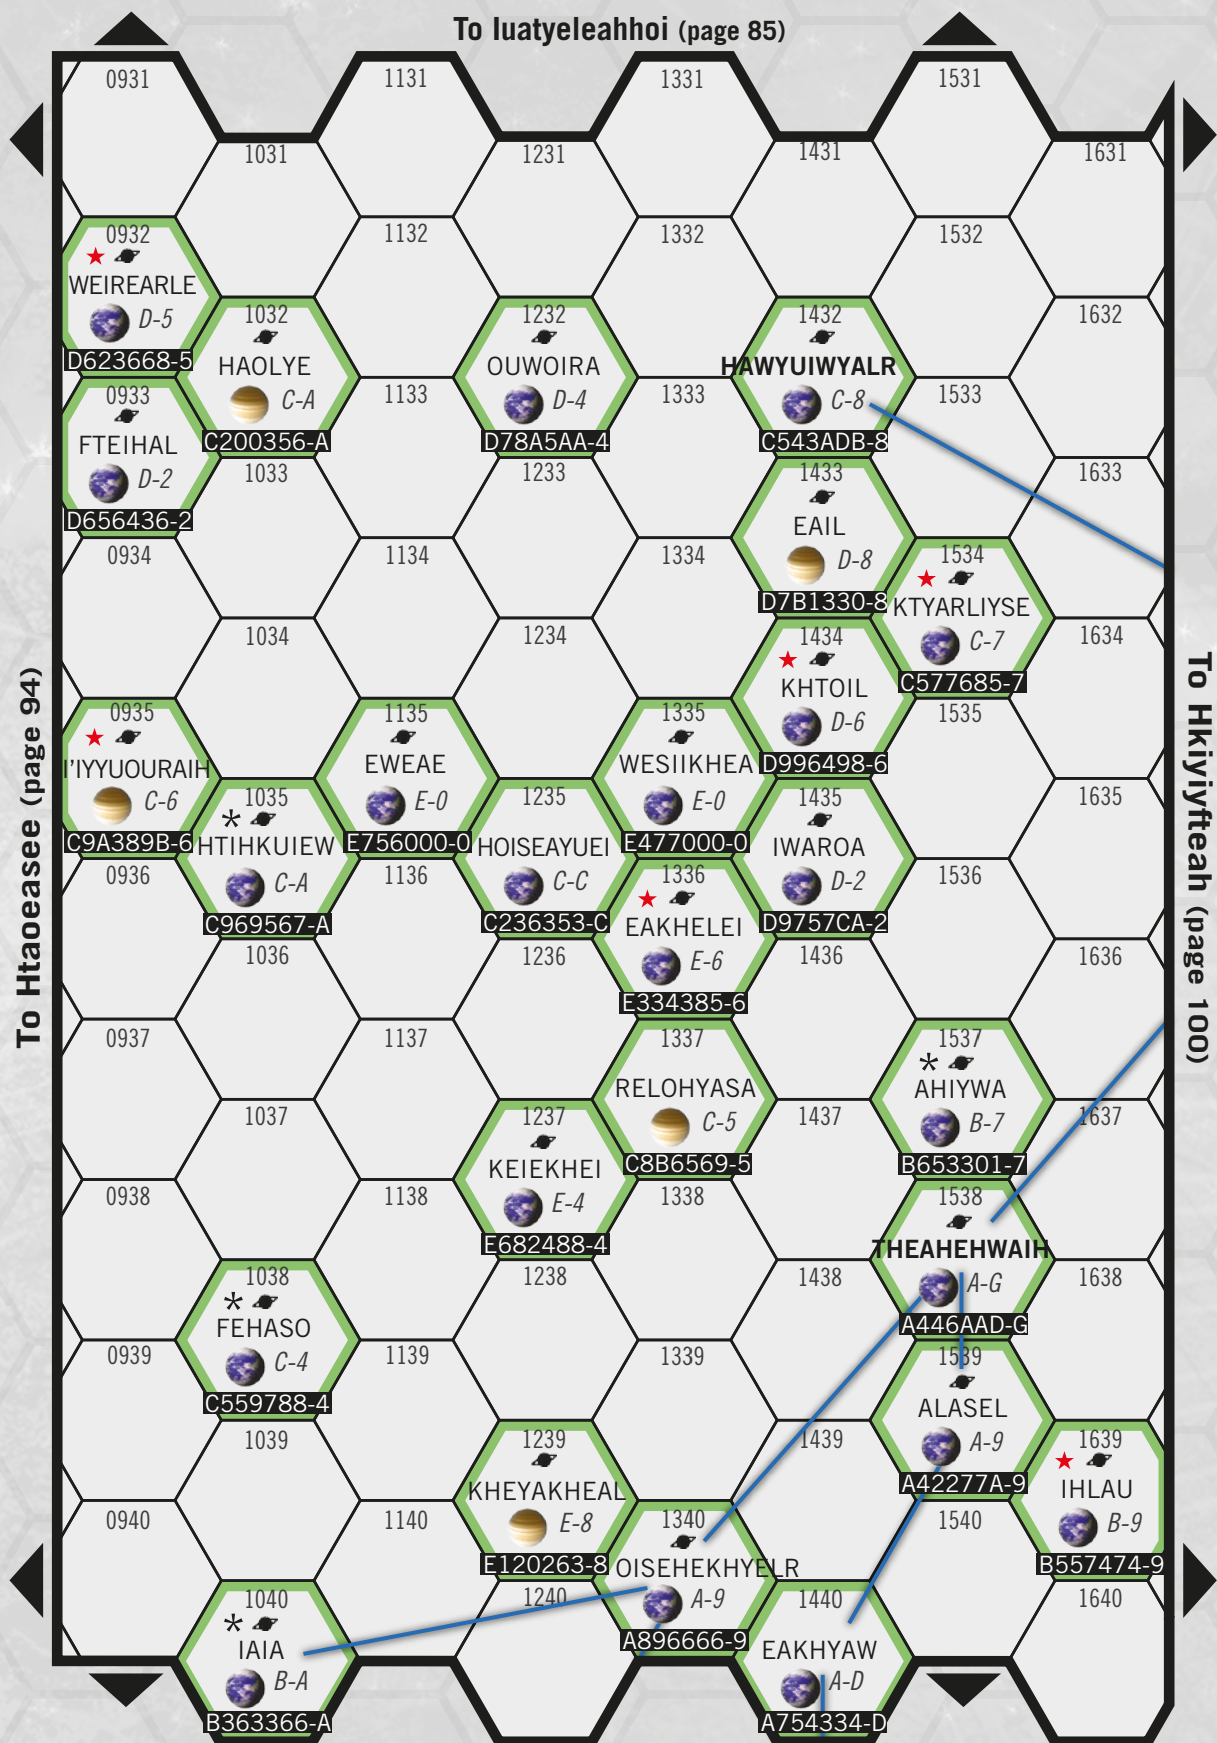 To Iuatyeleahhoi (page 85)
0931
1131
1331
1531
1031
1231
1431
1631
0932
WEIREARLE
D-5
D623668-5
1132
1332
1532
1032
HAOLYE
C-A
C200356-A
1232
OUWOIRA
D-4
D78A5AA-4
1432
HAWYUIWYALR
C-8
C543ADB-8
1632
0933
FTEIHAL
D-2
D656436-2
1133
1333
1533
1033
1233
1433
EAIL
D-8
D7B1330-8
1633
0934
1134
1334
1534
KTYARLIYSE
C-7
C577685-7
1034
1234
1434
KHTOIL
D-6
D996498-6
1634
0935
I'IYYUOURAIH
C-6
C9A389B-6
1135
EWEAE
E-0
E756000-0
1335
WESIIKHEA
E-0
E477000-0
1535
1035
*
HTIHKUIEW
C-A
C969567-A
1235
HOISEAYUEI
C-C
C236353-C
1435
IWAROA
D-2
D9757CA-2
1635
0936
1136
1336
EAKHELEI
E-6
E334385-6
1536
1036
1236
1436
1636
0937
1137
1337
RELOHYASA
C-5
C8B6569-5
1537
*
AHIYWA
B-7
B653301-7
1037
1237
KEIEKHEI
E-4
E682488-4
1437
1637
0938
1138
1338
1538
THEAHEHWAIH
A-G
A446AAD-G
1038
*
FEHASO
C-4
C559788-4
1238
1438
1638
0939
1139
1339
1539
ALASEL
A-9
A42277A-9
1039
1239
KHEYAKHEAL
E-8
E120263-8
1439
1639
IHLAU
B-9
B557474-9
0940
1140
1340
OISEHEKHYELR
A-9
A896666-9
1540
1040
*
IAIA
B-A
B363366-A
1240
1440
EAKHYAW
A-D
A754334-D
1640
To Htaoeeasee (page 94)
To Hkiyiyfteah (page 100)